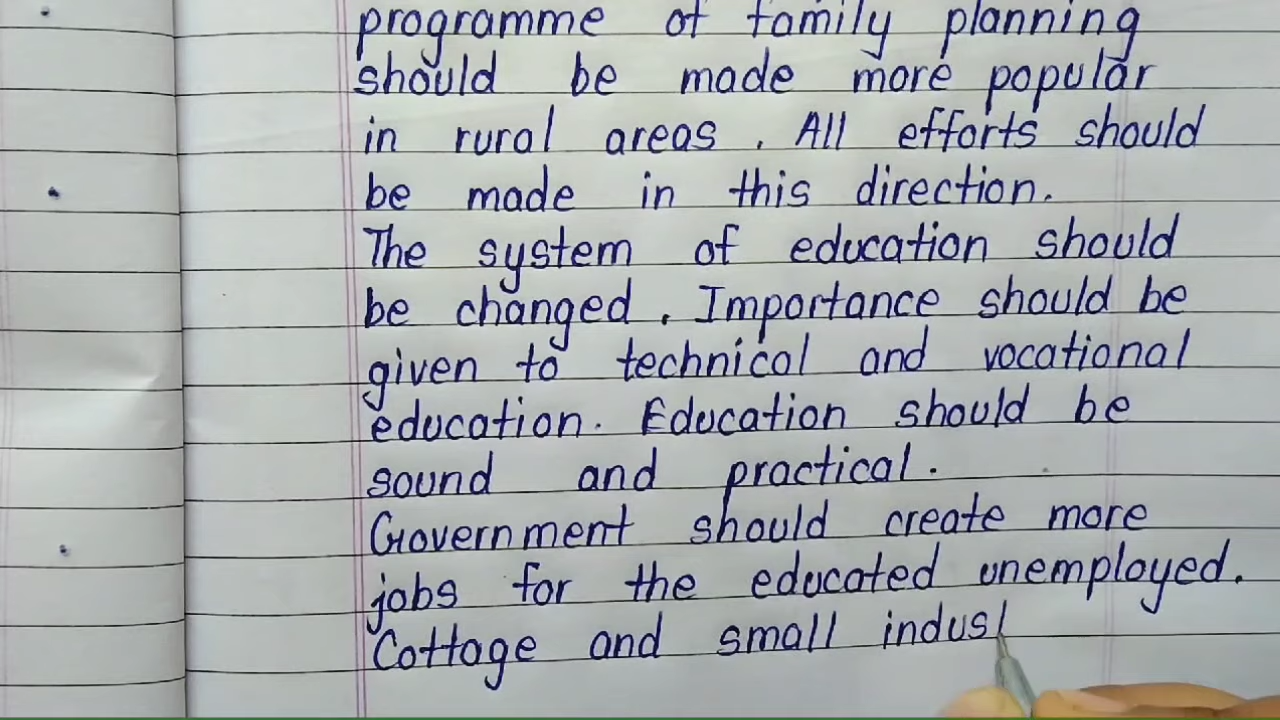 programme of family planning
should be made more popular
in rural areas. All efforts should
be made in this direction.
The system of education should
be changed. Importance should be
given to technical and vocational
education. Education should be
sound and practical.
Government should create more
jobs for the educated unemployed.
Cottage and small indus